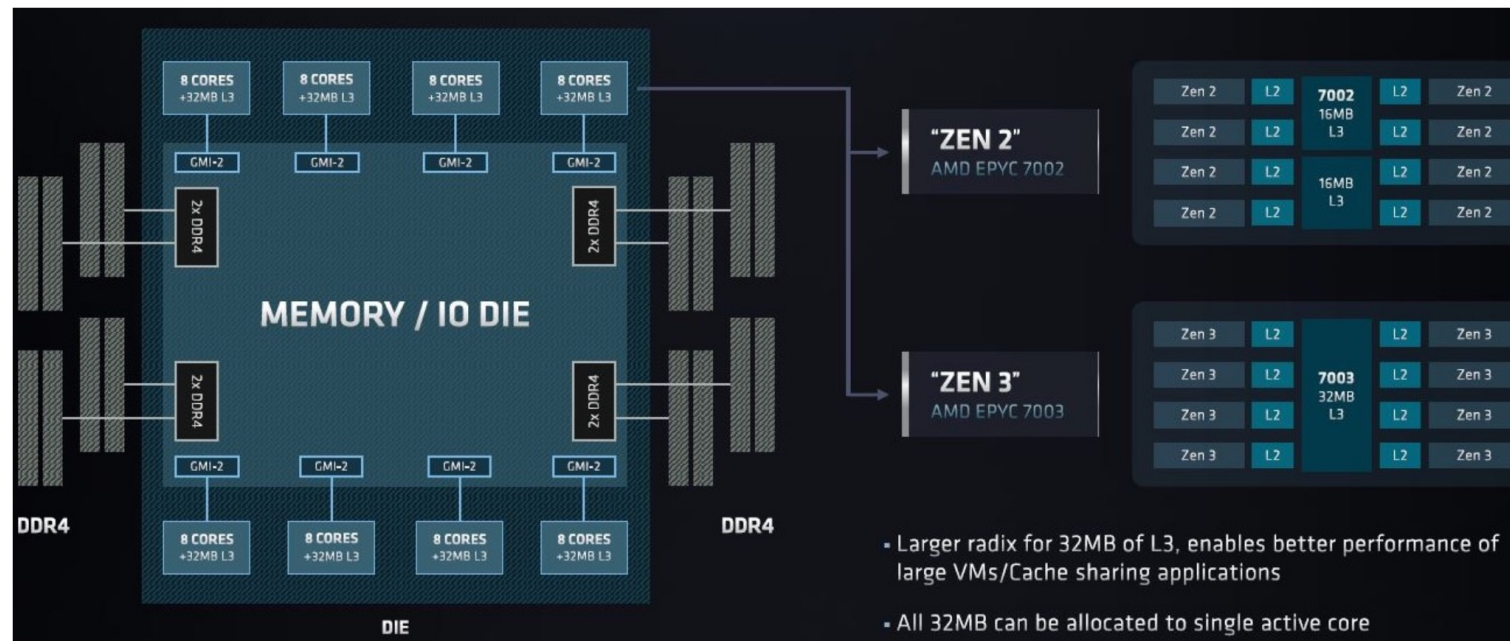 8 CORES
+32MB L3
8 CORES
+32MB L3
8 CORES
+32MB L3
8 CORES
+32MB L3
GMI-2
GMI-2
GMI-2
GMI-2
2x DDR4
2x DDR4
MEMORY / IO DIE
2x DDR4
2x DDR4
GMI-2
GMI-2
GMI-2
GMI-2
8 CORES
+32MB L3
8 CORES
+32MB L3
8 CORES
+32MB L3
8 CORES
+32MB L3
DDR4
DDR4
DIE
"ZEN 2"
AMD EPYC 7002
Zen 2 L2 L2 Zen 2
Zen 2 L2 L2 Zen 2
Zen 2 L2 L2 Zen 2
Zen 2 L2 L2 Zen 2
7002
16MB
L3
16MB
L3
"ZEN 3"
AMD EPYC 7003
Zen 3 L2 L2 Zen 3
Zen 3 L2 L2 Zen 3
Zen 3 L2 L2 Zen 3
Zen 3 L2 L2 Zen 3
7003
32MB
L3
▪ Larger radix for 32MB of L3, enables better performance of
large VMs/Cache sharing applications
▪ All 32MB can be allocated to single active core